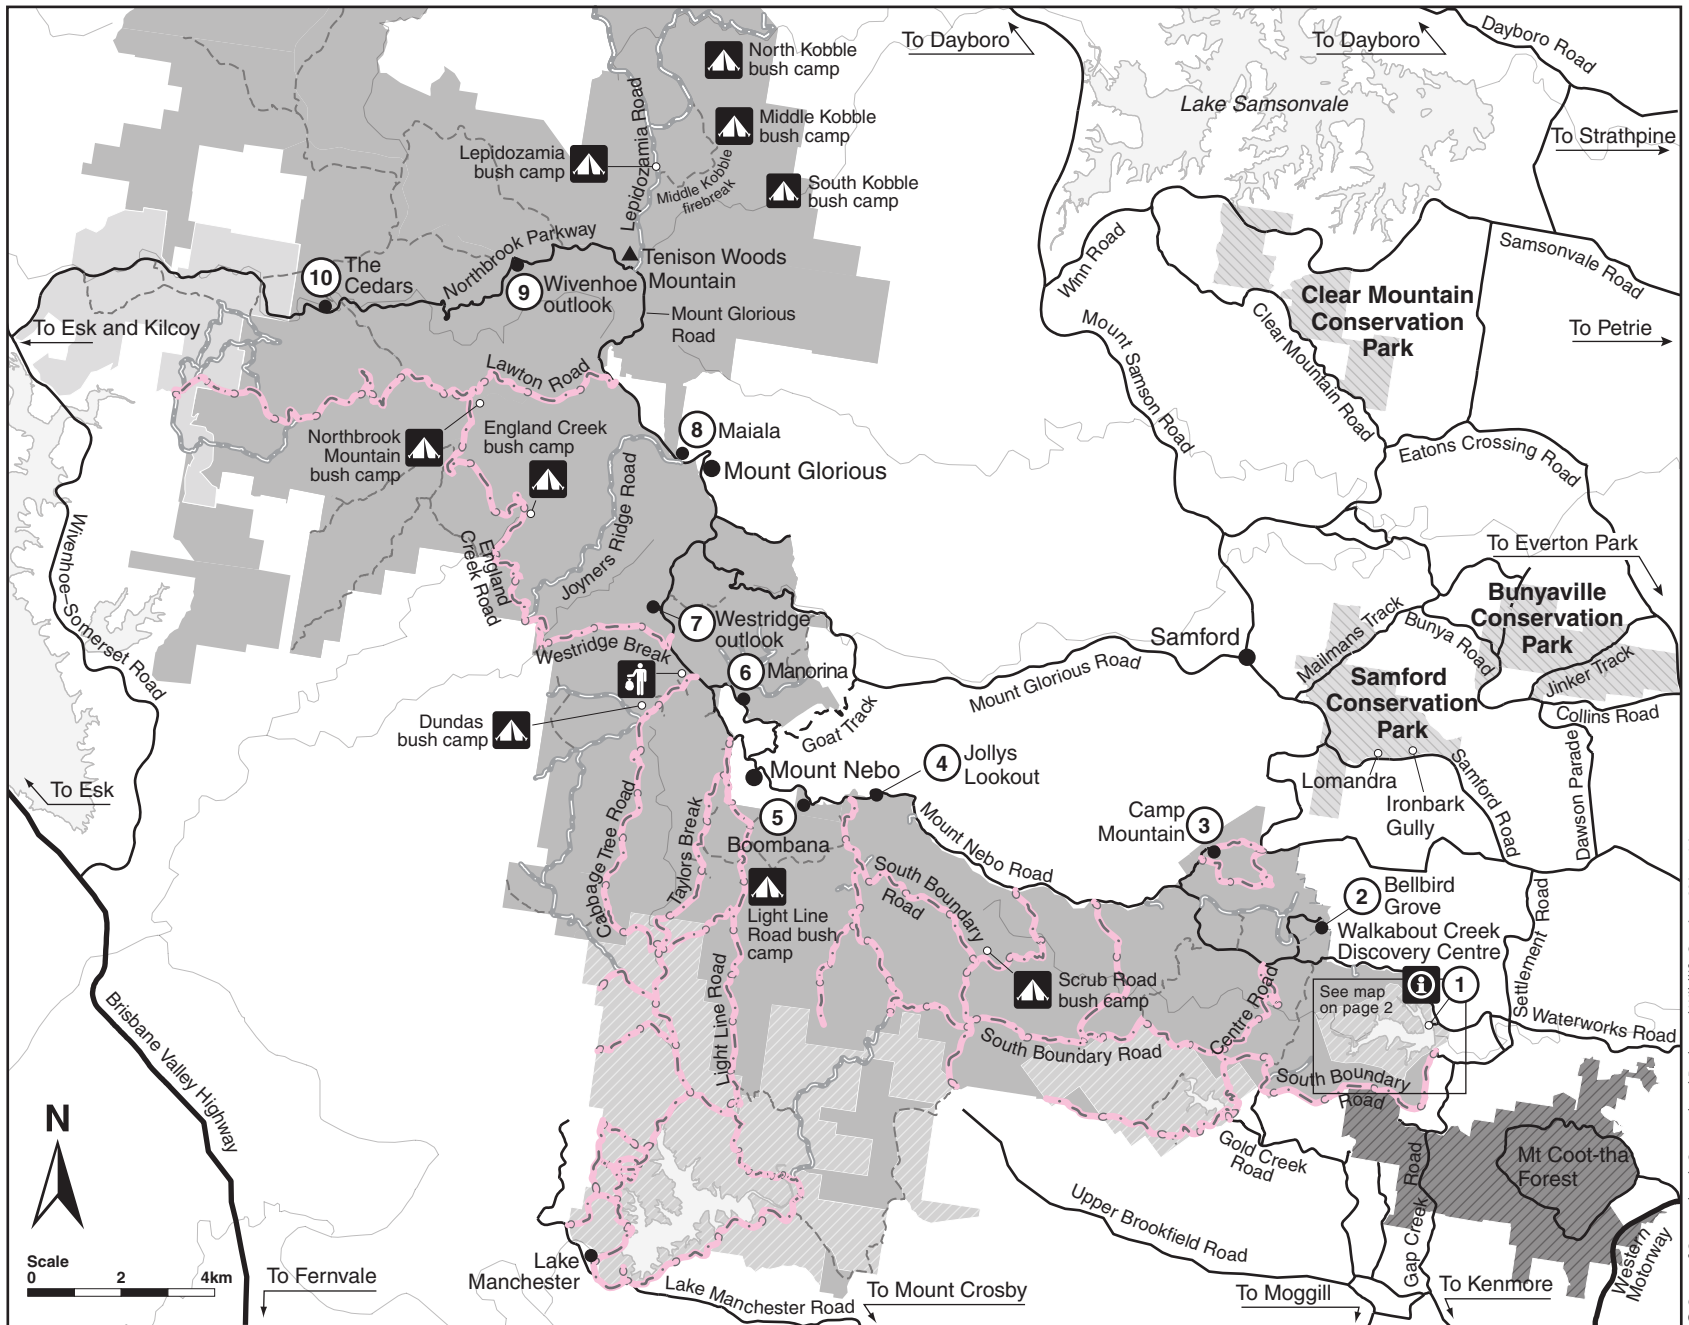 North Kobble
bush camp
Middle Kobble
bush camp
South Kobble
bush camp
Lepidozamia
bush camp
Lepidozamia Road
Middle Kobble
firebreak
To Dayboro
To Dayboro
Dayboro Road
Lake Samsonvale
To Strathpine
Samsonvale Road
To Petrie
Winn Road
Clear Mountain
Conservation
Park
Clear Mountain Road
Mount Samson Road
Eatons Crossing Road
10
The
Cedars
Northbrook Parkway
9
Wivenhoe
outlook
Tenison Woods
Mountain
Mount Glorious
Road
To Esk and Kilcoy
Lawton Road
Northbrook
Mountain
bush camp
England Creek
bush camp
8
Maiala
Mount Glorious
Joyners Ridge Road
England
Creek Road
Wivenhoe–Somerset Road
To Everton Park
Bunyaville
Conservation
Park
Mailmans Track
Bunya Road
Jinker Track
Collins Road
Samford
Samford
Conservation
Park
Lomandra
Ironbark
Gully
Samford Road
Dawson Parade
7
Westridge
outlook
Westridge Break
6
Manorina
Mount Glorious Road
Goat Track
Dundas
bush camp
To Esk
Mount Nebo
4
Jollys
Lookout
5
Boombana
Mount Nebo Road
Camp
Mountain
3
Cabbage Tree Road
Taylors Break
Light Line
Road bush
camp
Light Line Road
South Boundary
Road
2
Bellbird
Grove
Walkabout Creek
Discovery Centre
1
See map
on page 2
Settlement Road
Waterworks Road
Scrub Road
bush camp
Centre Road
South Boundary Road
South Boundary
Road
Brisbane Valley Highway
Gold Creek
Road
Mt Coot-tha
Forest
Gap Creek Road
Upper Brookfield Road
Western
Motorway
N
Scale
0 2 4km
To Fernvale
Lake
Manchester
Lake Manchester Road
To Mount Crosby
To Moggill
To Kenmore